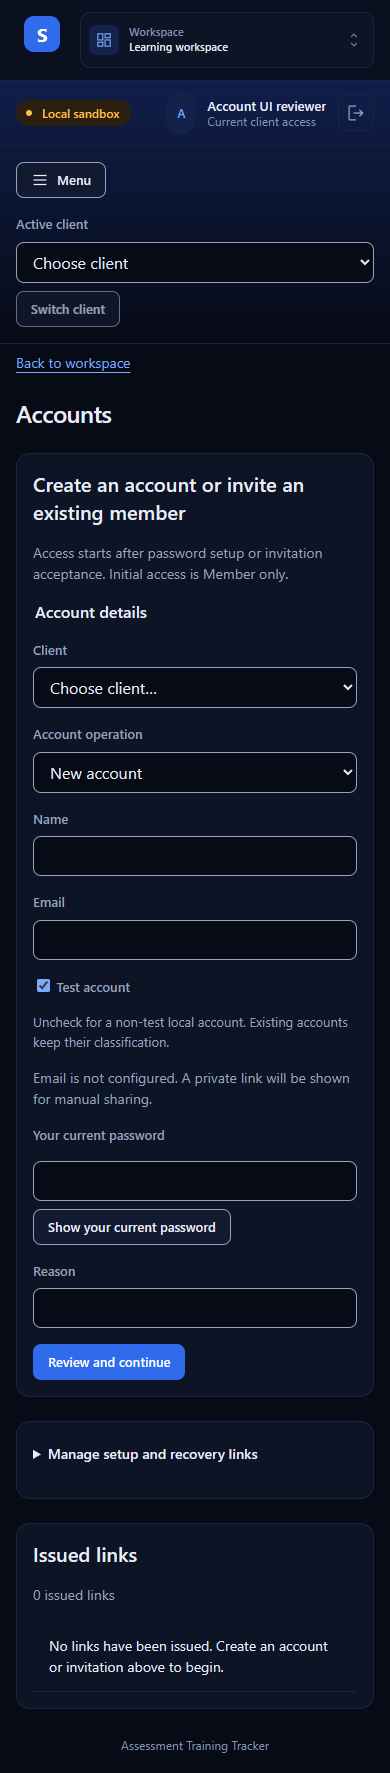 S
Workspace
Learning workspace
Local sandbox
A
Account UI reviewer
Current client access
Menu
Active client
Choose client
Switch client
Back to workspace
Accounts
Create an account or invite an
existing member
Access starts after password setup or invitation
acceptance. Initial access is Member only.
Account details
Client
Choose client...
Account operation
New account
Name
Email
Test account
Uncheck for a non-test local account. Existing accounts
keep their classification.
Email is not configured. A private link will be shown
for manual sharing.
Your current password
Show your current password
Reason
Review and continue
Manage setup and recovery links
Issued links
0 issued links
No links have been issued. Create an account
or invitation above to begin.
Assessment Training Tracker